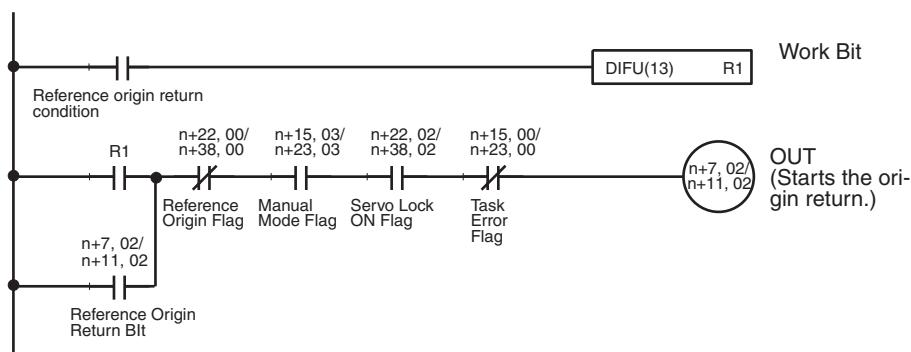 Work Bit
DIFU(13) R1
Reference origin return
condition
n+22, 00/
n+38, 00
n+15, 03/
n+23, 03
n+22, 02/
n+38, 02
n+15, 00/
n+23, 00
R1
n+7, 02/
n+11, 02
OUT
(Starts the ori-
gin return.)
Reference
Origin Flag
Manual
Mode Flag
Servo Lock
ON Flag
Task
Error
Flag
n+7, 02/
n+11, 02
Reference Origin
Return BIt